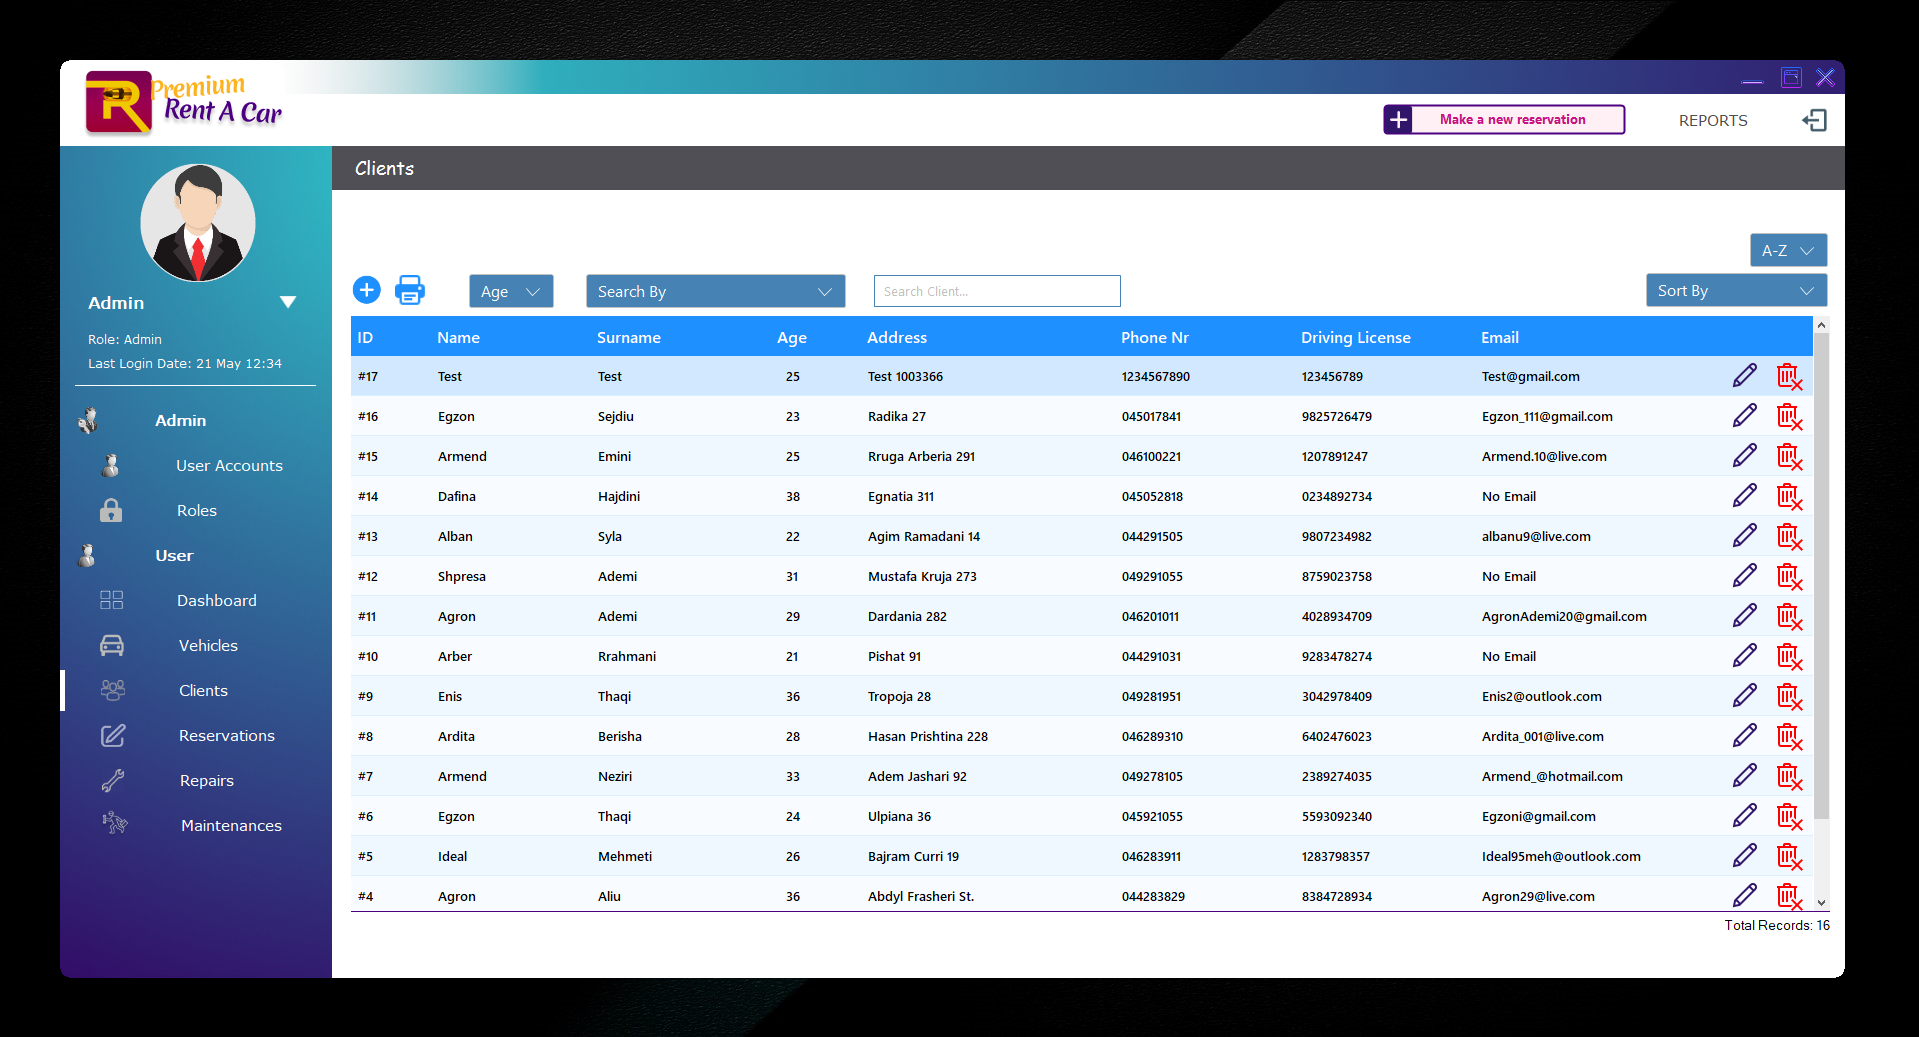 Premium
Rent A Car
Make a new reservation
REPORTS
Clients
Admin
Role: Admin
Last Login Date: 21 May 12:34
Admin
User Accounts
Roles
User
Dashboard
Vehicles
Clients
Reservations
Repairs
Maintenances
A-Z
Age Search By Search Client... Sort By
ID Name Surname Age Address Phone Nr Driving License Email
#17 Test Test 25 Test 1003366 1234567890 123456789 Test@gmail.com
#16 Egzon Sejdiu 23 Radika 27 045017841 9825726479 Egzon_111@gmail.com
#15 Armend Emini 25 Rruga Arberia 291 046100221 1207891247 Armend.10@live.com
#14 Dafina Hajdini 38 Egnatia 311 045052818 0234892734 No Email
#13 Alban Syla 22 Agim Ramadani 14 044291505 9807234982 albanu9@live.com
#12 Shpresa Ademi 31 Mustafa Kruja 273 049291055 8759023758 No Email
#11 Agron Ademi 29 Dardania 282 046201011 4028934709 AgronAdemi20@gmail.com
#10 Arber Rrahmani 21 Pishat 91 044291031 9283478274 No Email
#9 Enis Thaqi 36 Tropoja 28 049281951 3042978409 Enis2@outlook.com
#8 Ardita Berisha 28 Hasan Prishtina 228 046289310 6402476023 Ardita_001@live.com
#7 Armend Neziri 33 Adem Jashari 92 049278105 2389274035 Armend_@hotmail.com
#6 Egzon Thaqi 24 Ulpiana 36 045921055 5593092340 Egzoni@gmail.com
#5 Ideal Mehmeti 26 Bajram Curri 19 046283911 1283798357 Ideal95meh@outlook.com
#4 Agron Aliu 36 Abdyl Frasheri St. 044283829 8384728934 Agron29@live.com
Total Records: 16